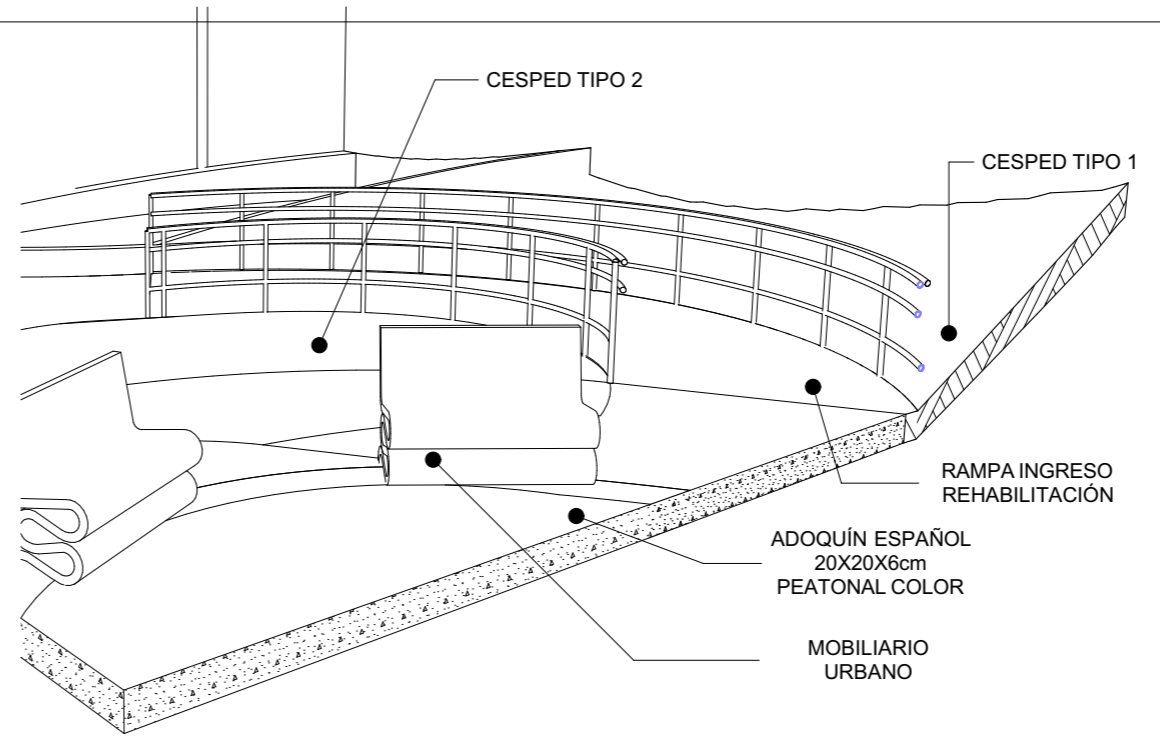 CESPED TIPO 2
CESPED TIPO 1
RAMPA INGRESO
REHABILITACIÓN
ADOQUÍN ESPAÑOL
20X20X6cm
PEATONAL COLOR
MOBILIARIO
URBANO